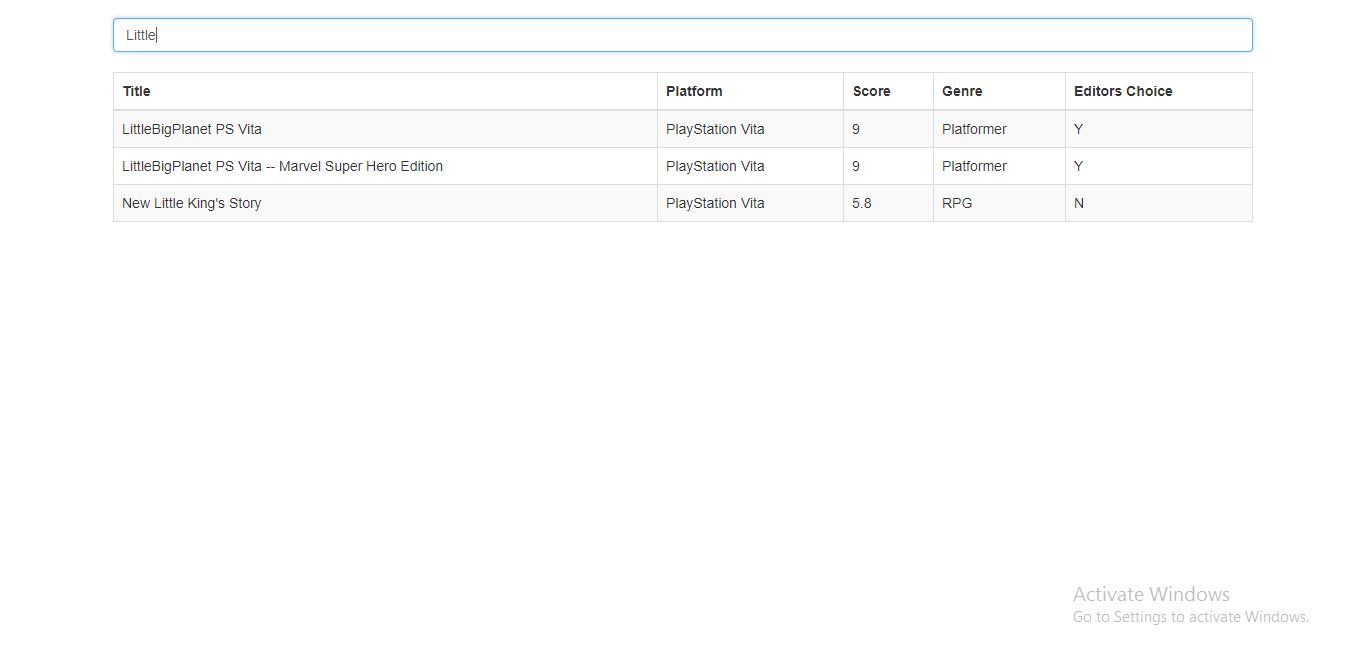 Little
Title Platform Score Genre Editors Choice
LittleBigPlanet PS Vita PlayStation Vita 9 Platformer Y
LittleBigPlanet PS Vita -- Marvel Super Hero Edition PlayStation Vita 9 Platformer Y
New Little King's Story PlayStation Vita 5.8 RPG N
Activate Windows
Go to Settings to activate Windows.